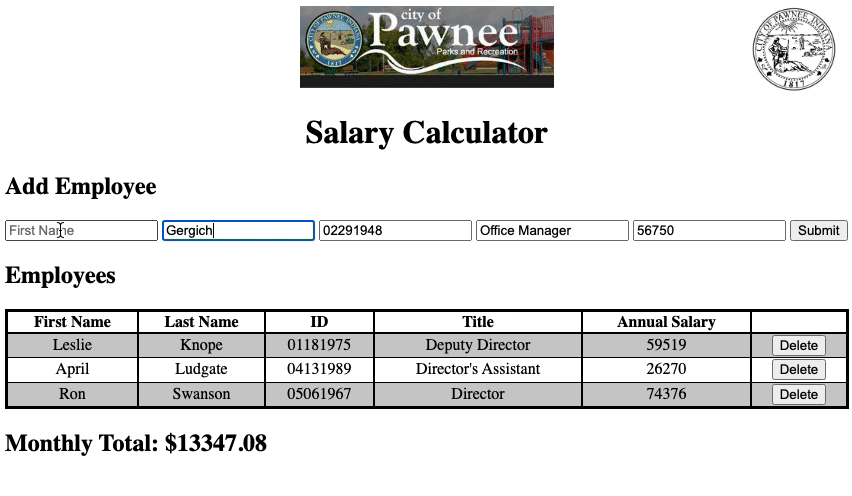 city of
Pawnee
Parks and Recreation
1817
CITY OF PAWNEE, INDIANA
1817
Salary Calculator
Add Employee
First Name Gergich 02291948 Office Manager 56750 Submit
Employees
First Name Last Name ID Title Annual Salary
Leslie Knope 01181975 Deputy Director 59519 Delete
April Ludgate 04131989 Director's Assistant 26270 Delete
Ron Swanson 05061967 Director 74376 Delete
Monthly Total: $13347.08